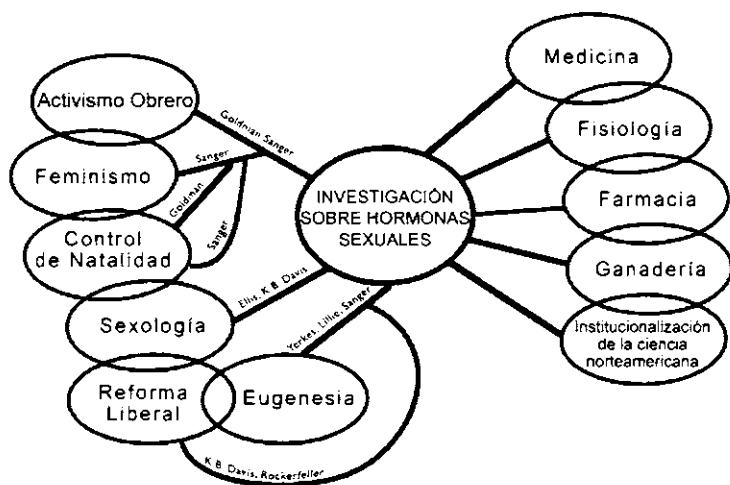 Activismo Obrero
Goldman Sanger
Feminismo
Sanger
Goldman
Sanger
Control
de Natalidad
Sexología
Ellis, K B Davis
Yerkes, Lillie, Sanger
Reforma
Liberal
Eugenesia
K B Davis, Rockerfeller
INVESTIGACIÓN
SOBRE HORMONAS
SEXUALES
Medicina
Fisiología
Farmacia
Ganadería
Institucionalización
de la ciencia
norteamericana